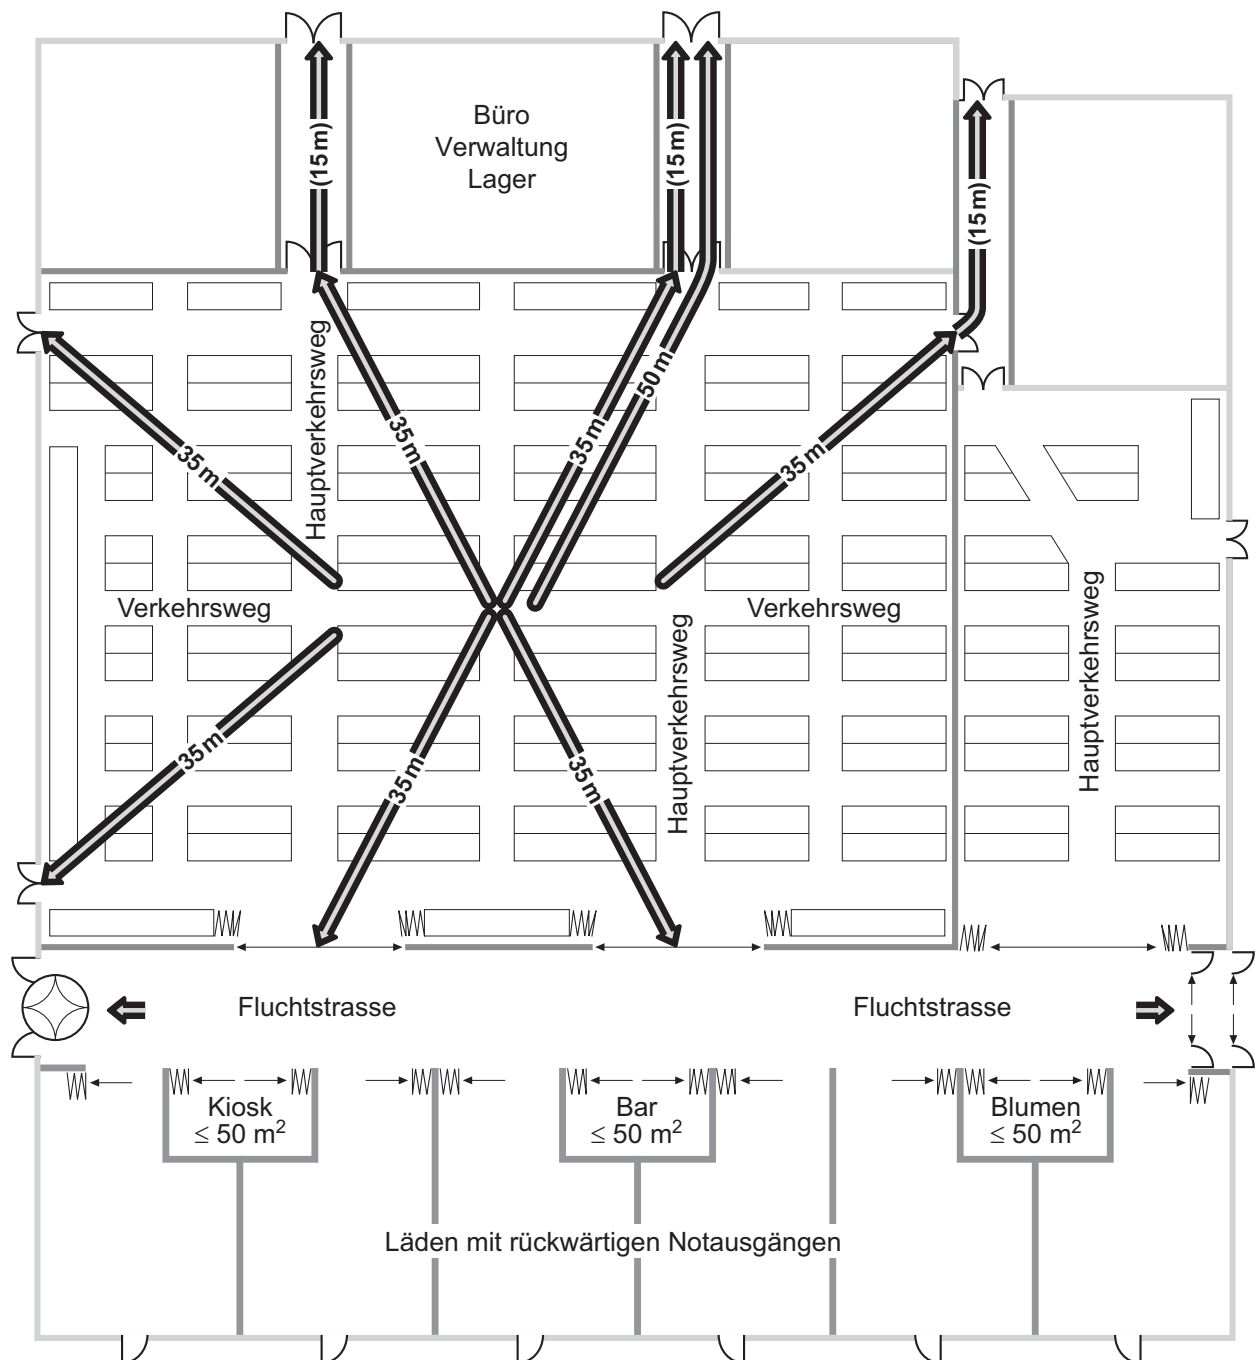 Büro
Verwaltung
Lager
(15 m)
(15 m)
(15 m)
Hauptverkehrsweg
35 m
35 m
35 m
50 m
35 m
Verkehrsweg
Verkehrsweg
Hauptverkehrsweg
Hauptverkehrsweg
35 m
35 m
35 m
Fluchtstrasse
Fluchtstrasse
Kiosk
≤ 50 m²
Bar
≤ 50 m²
Blumen
≤ 50 m²
Läden mit rückwärtigen Notausgängen